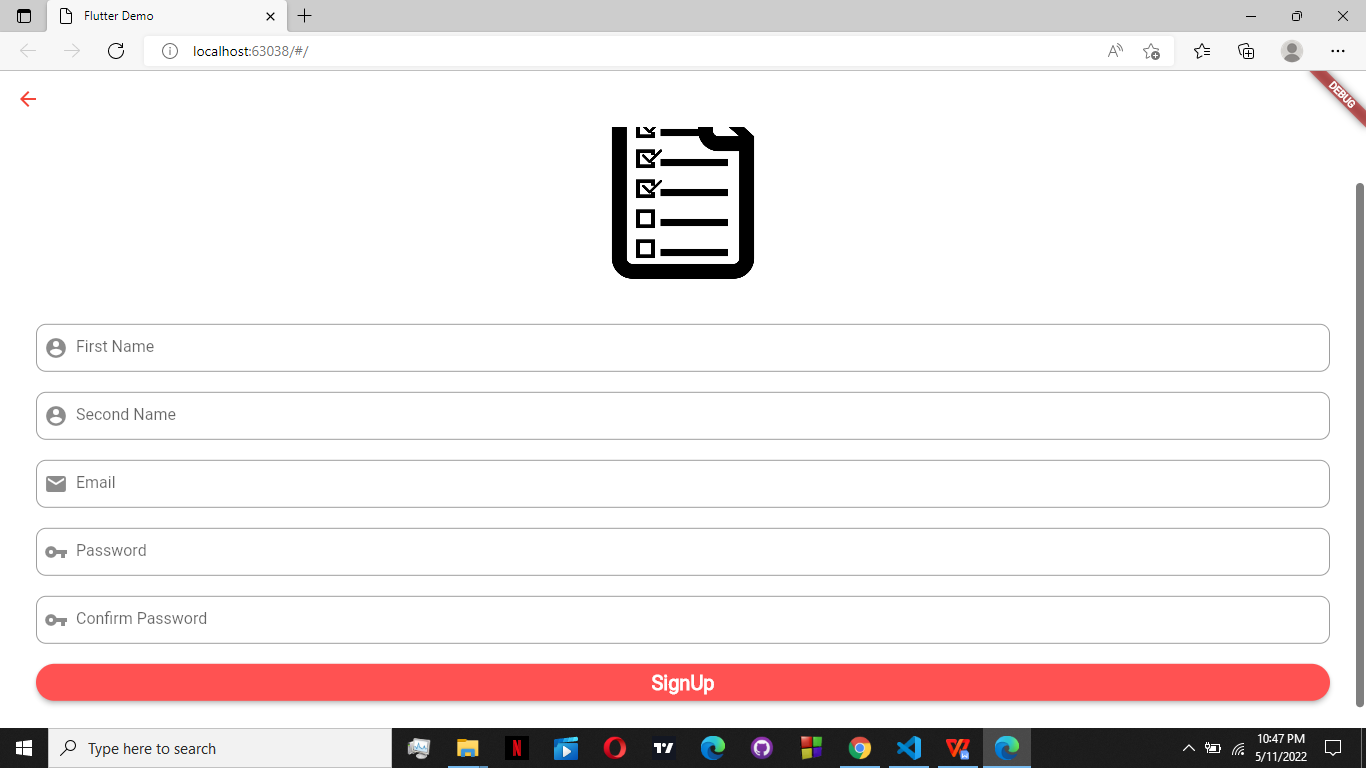 Flutter Demo
localhost:63038/#/
DEBUG
First Name
Second Name
Email
Password
Confirm Password
SignUp
Type here to search
10:47 PM
5/11/2022